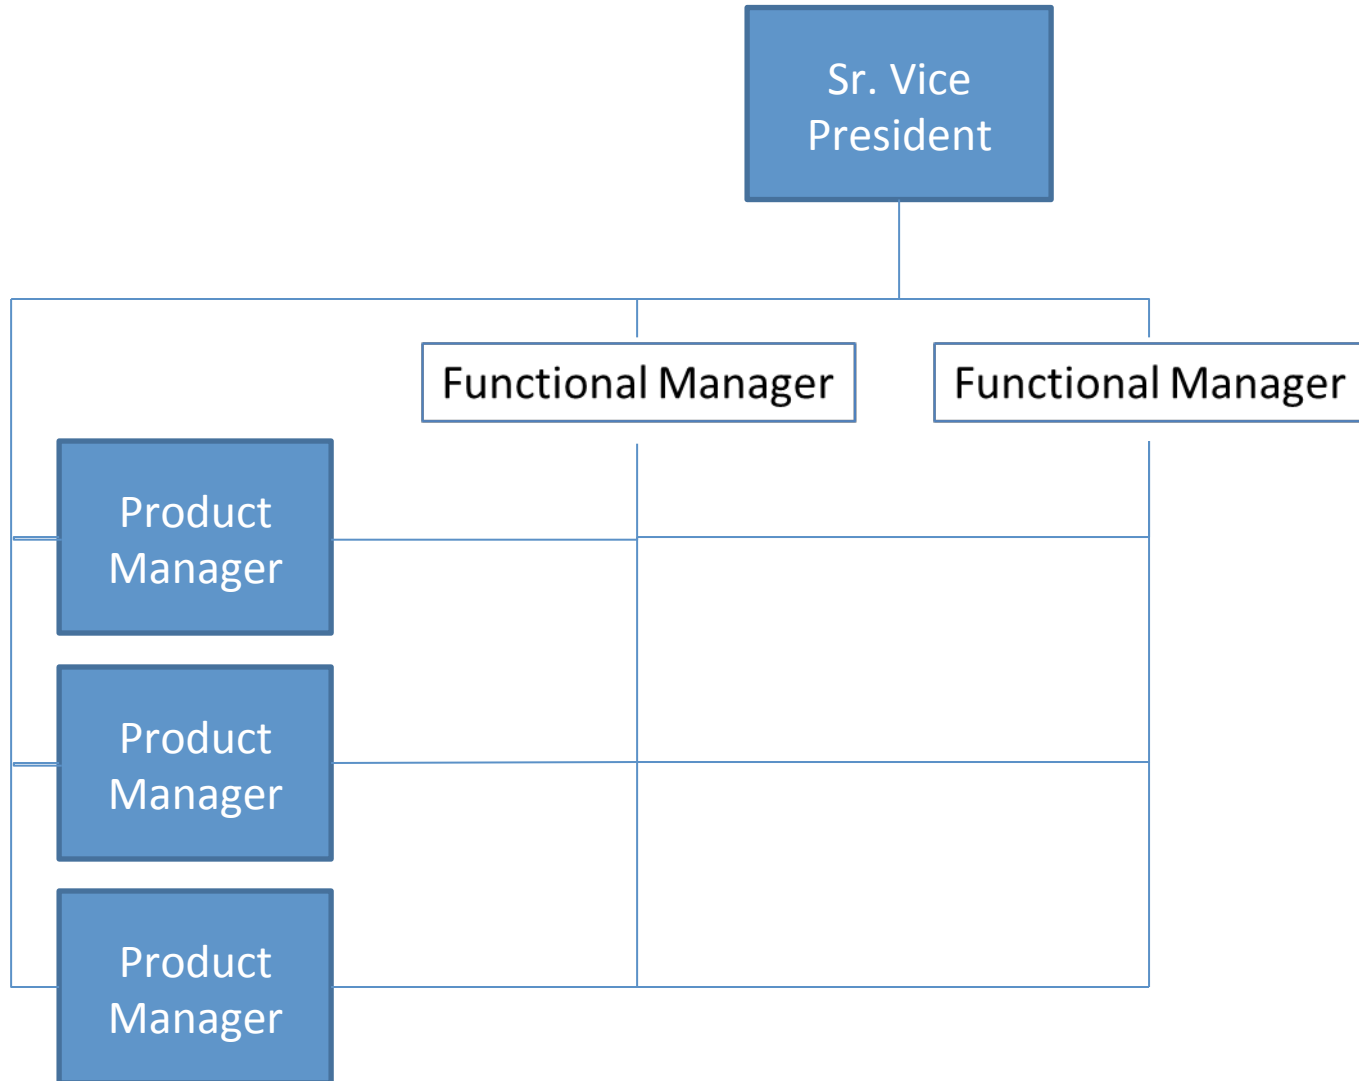 Sr. Vice
President
Functional Manager
Functional Manager
Product
Manager
Product
Manager
Product
Manager